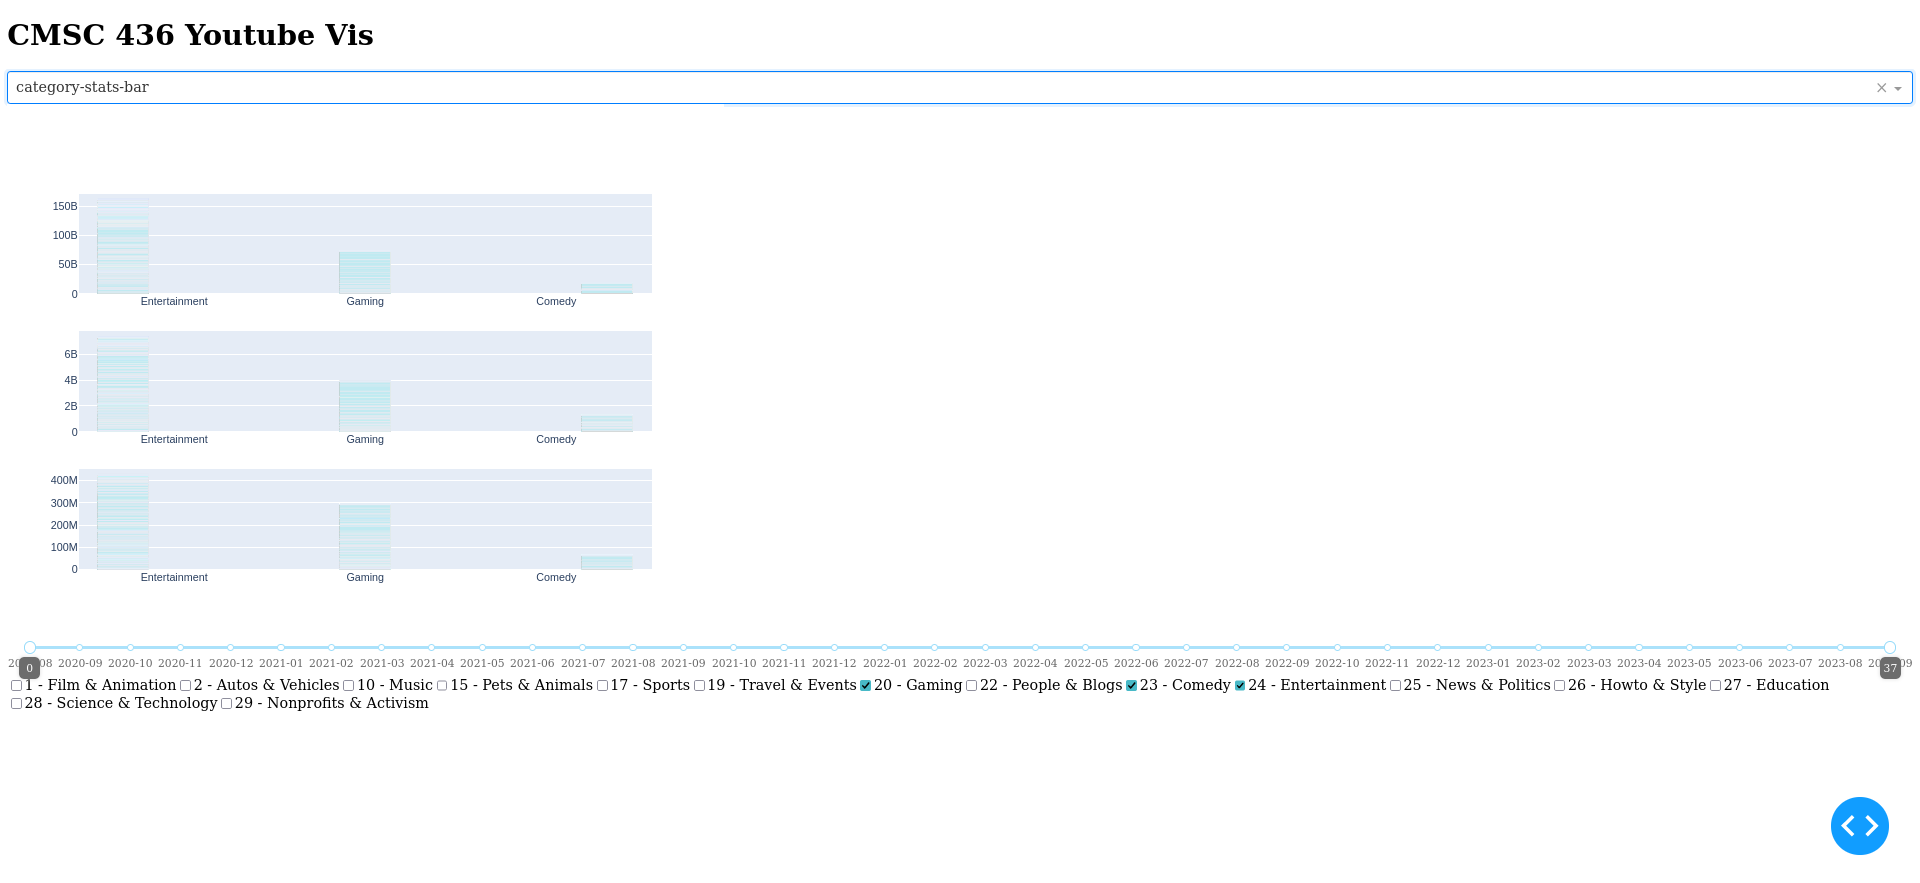 CMSC 436 Youtube Vis
category-stats-bar
150B
100B
50B
0
Entertainment Gaming Comedy
6B
4B
2B
0
Entertainment Gaming Comedy
400M
300M
200M
100M
0
Entertainment Gaming Comedy
2020-09 2020-10 2020-11 2020-12 2021-01 2021-02 2021-03 2021-04 2021-05 2021-06 2021-07 2021-08 2021-09 2021-10 2021-11 2021-12 2022-01 2022-02 2022-03 2022-04 2022-05 2022-06 2022-07 2022-08 2022-09 2022-10 2022-11 2022-12 2023-01 2023-02 2023-03 2023-04 2023-05 2023-06 2023-07 2023-08
0 37
1 - Film & Animation 2 - Autos & Vehicles 10 - Music 15 - Pets & Animals 17 - Sports 19 - Travel & Events 20 - Gaming 22 - People & Blogs 23 - Comedy 24 - Entertainment 25 - News & Politics 26 - Howto & Style 27 - Education
28 - Science & Technology 29 - Nonprofits & Activism